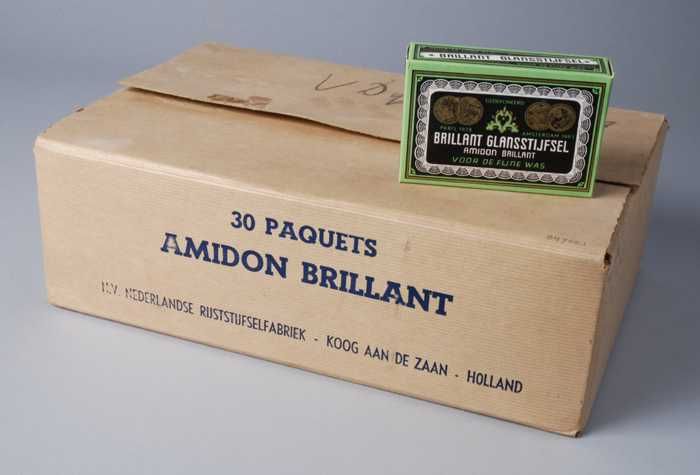 BRILLANT GLANSSTIJFSEL
GEDEPONEERD
PARIS 1878
AMSTERDAM 1883
BRILLANT GLANSSTIJFSEL
AMIDON BRILLANT
VOOR DE FIJNE WAS
30 PAQUETS
AMIDON BRILLANT
N.V. NEDERLANDSE RIJSTSTIJFSELFABRIEK - KOOG AAN DE ZAAN - HOLLAND